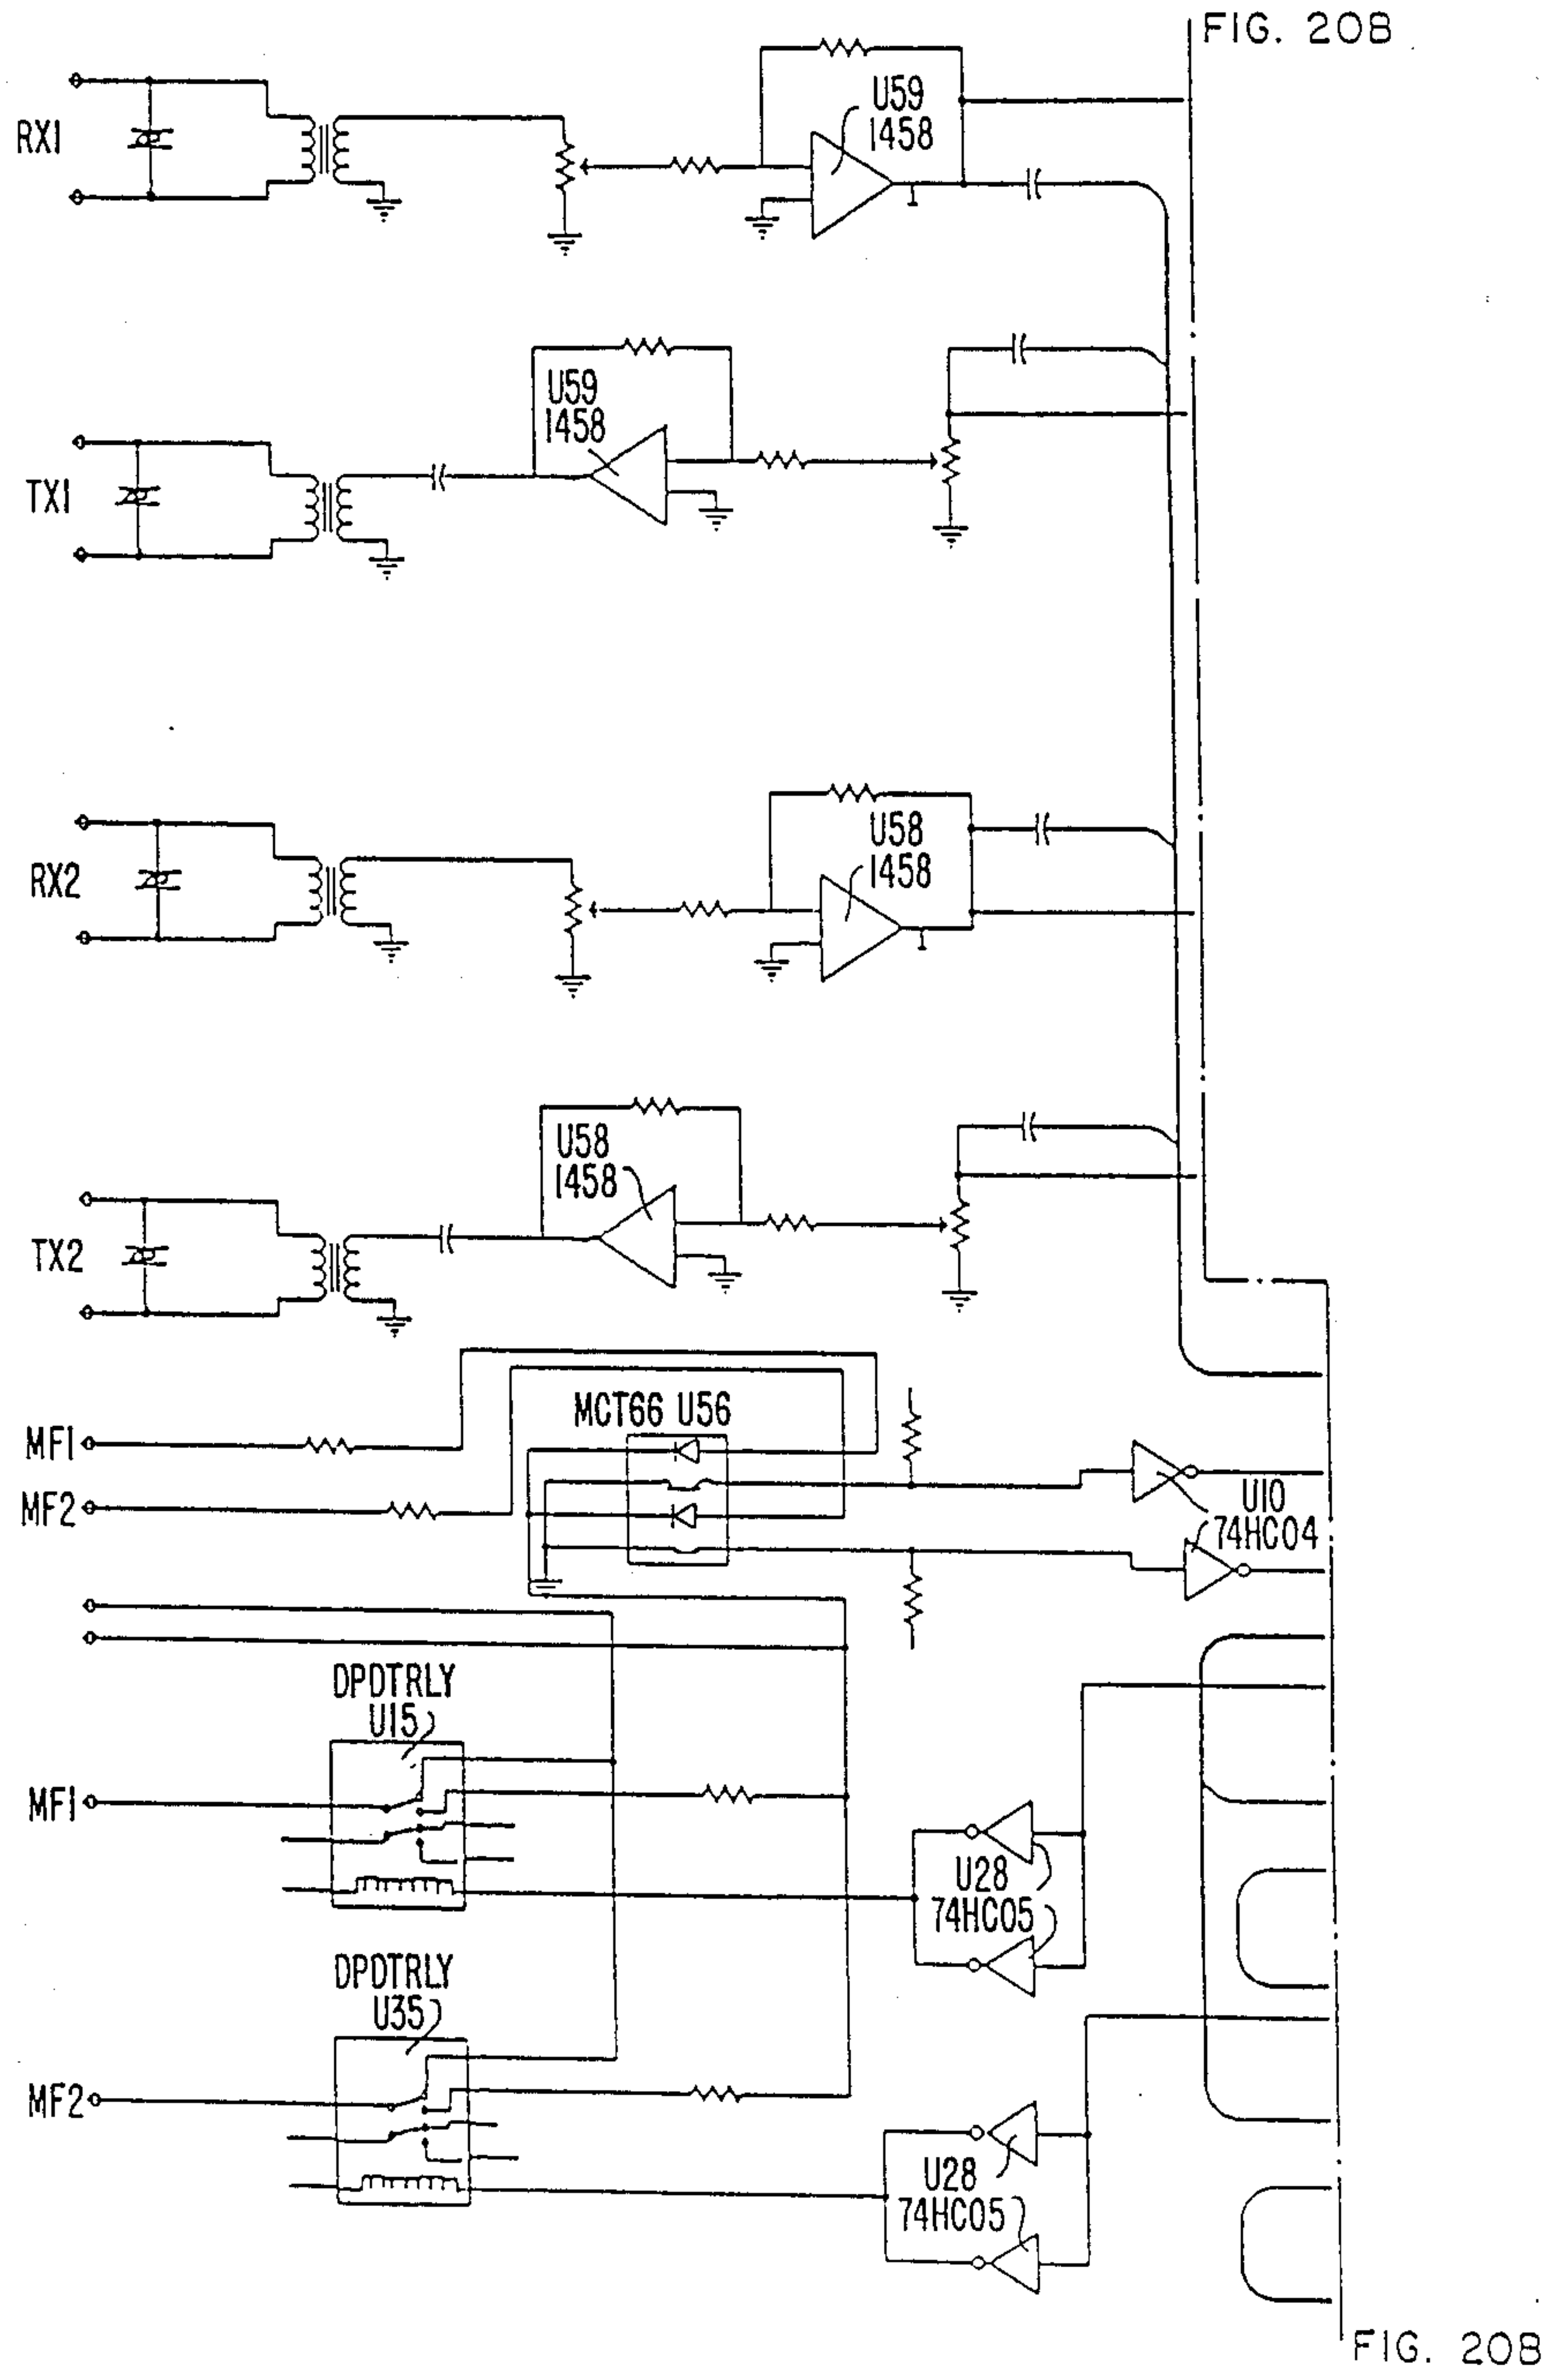 FIG. 20B
RX1
U59
1458
TX1
U59
1458
RX2
U58
1458
TX2
U58
1458
MF1
MCT66 U56
MF2
U10
74HC04
DPDTRLY
U15
MF1
U28
74HC05
DPDTRLY
U35
MF2
U28
74HC05
FIG. 20B